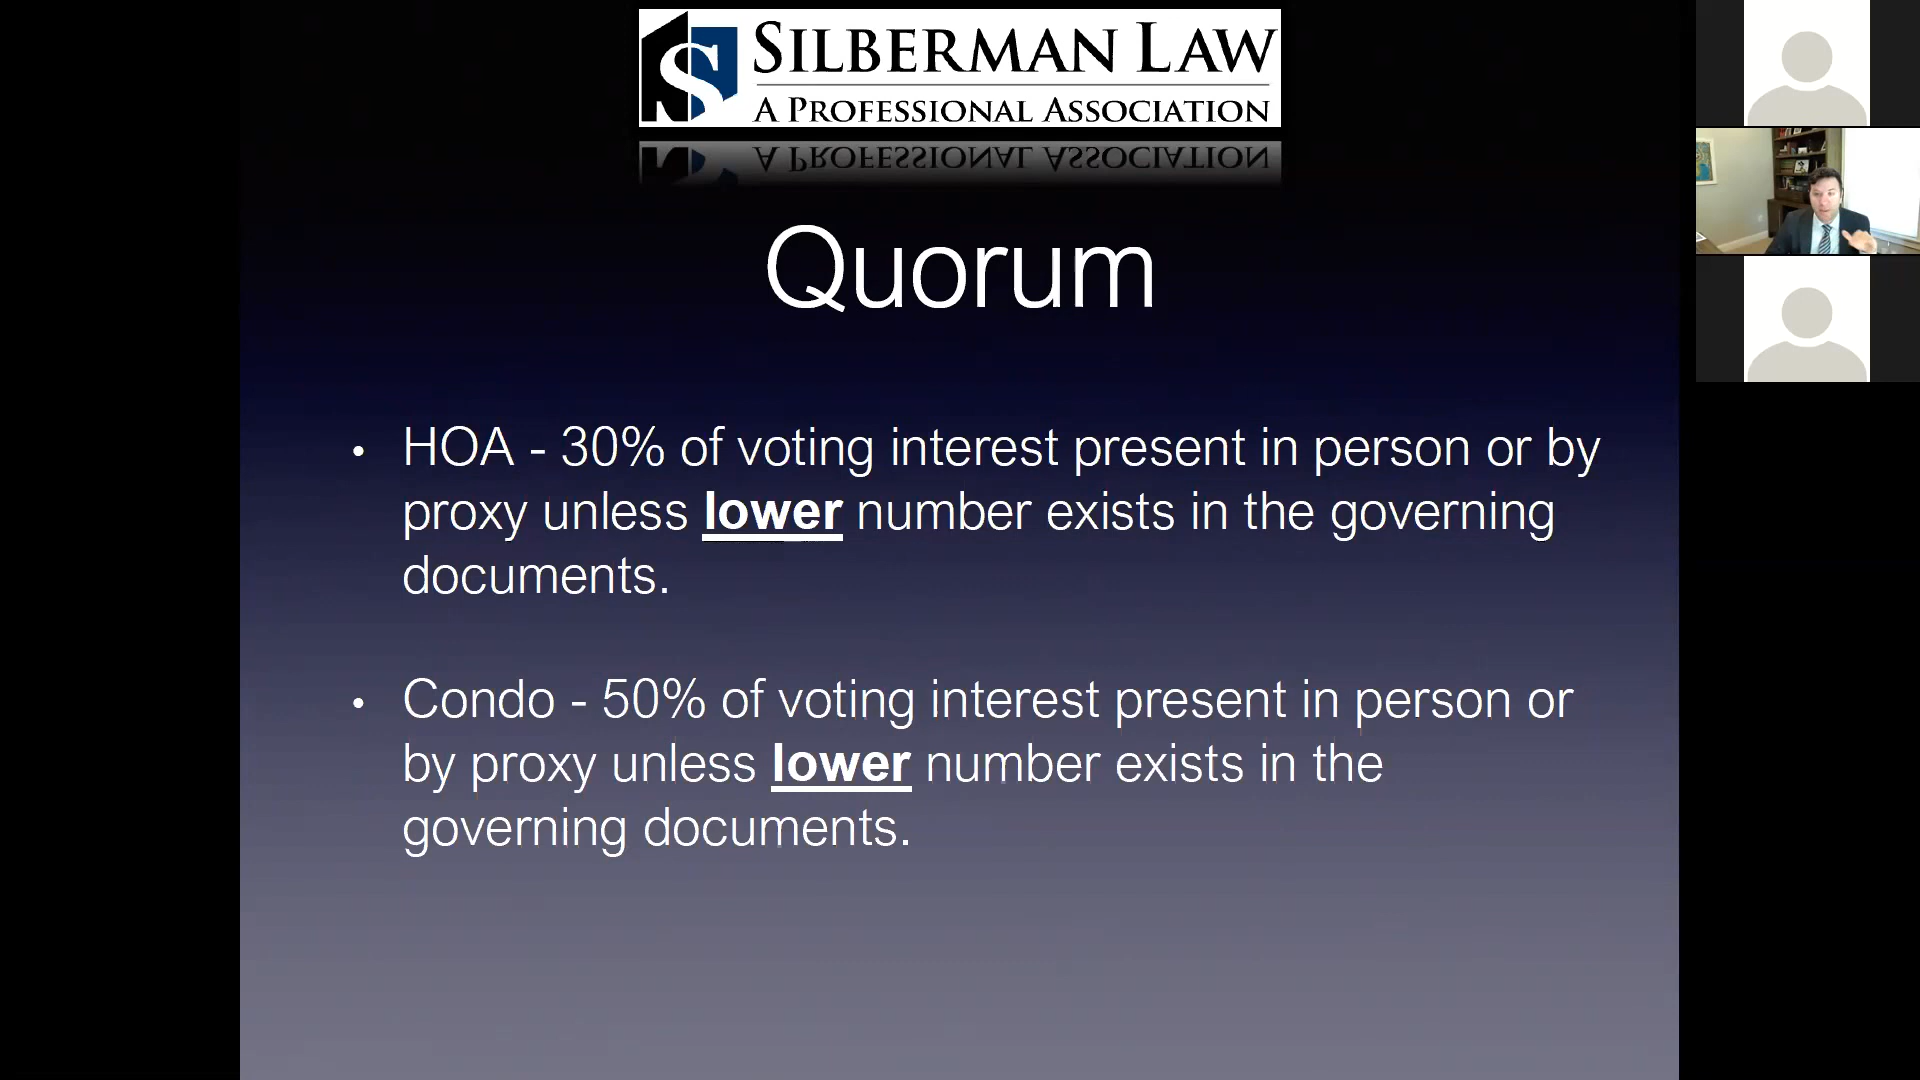 SILBERMAN LAW
A PROFESSIONAL ASSOCIATION
A PROFESSIONAL ASSOCIATION
Quorum
• HOA - 30% of voting interest present in person or by
proxy unless lower number exists in the governing
documents.
• Condo - 50% of voting interest present in person or
by proxy unless lower number exists in the
governing documents.